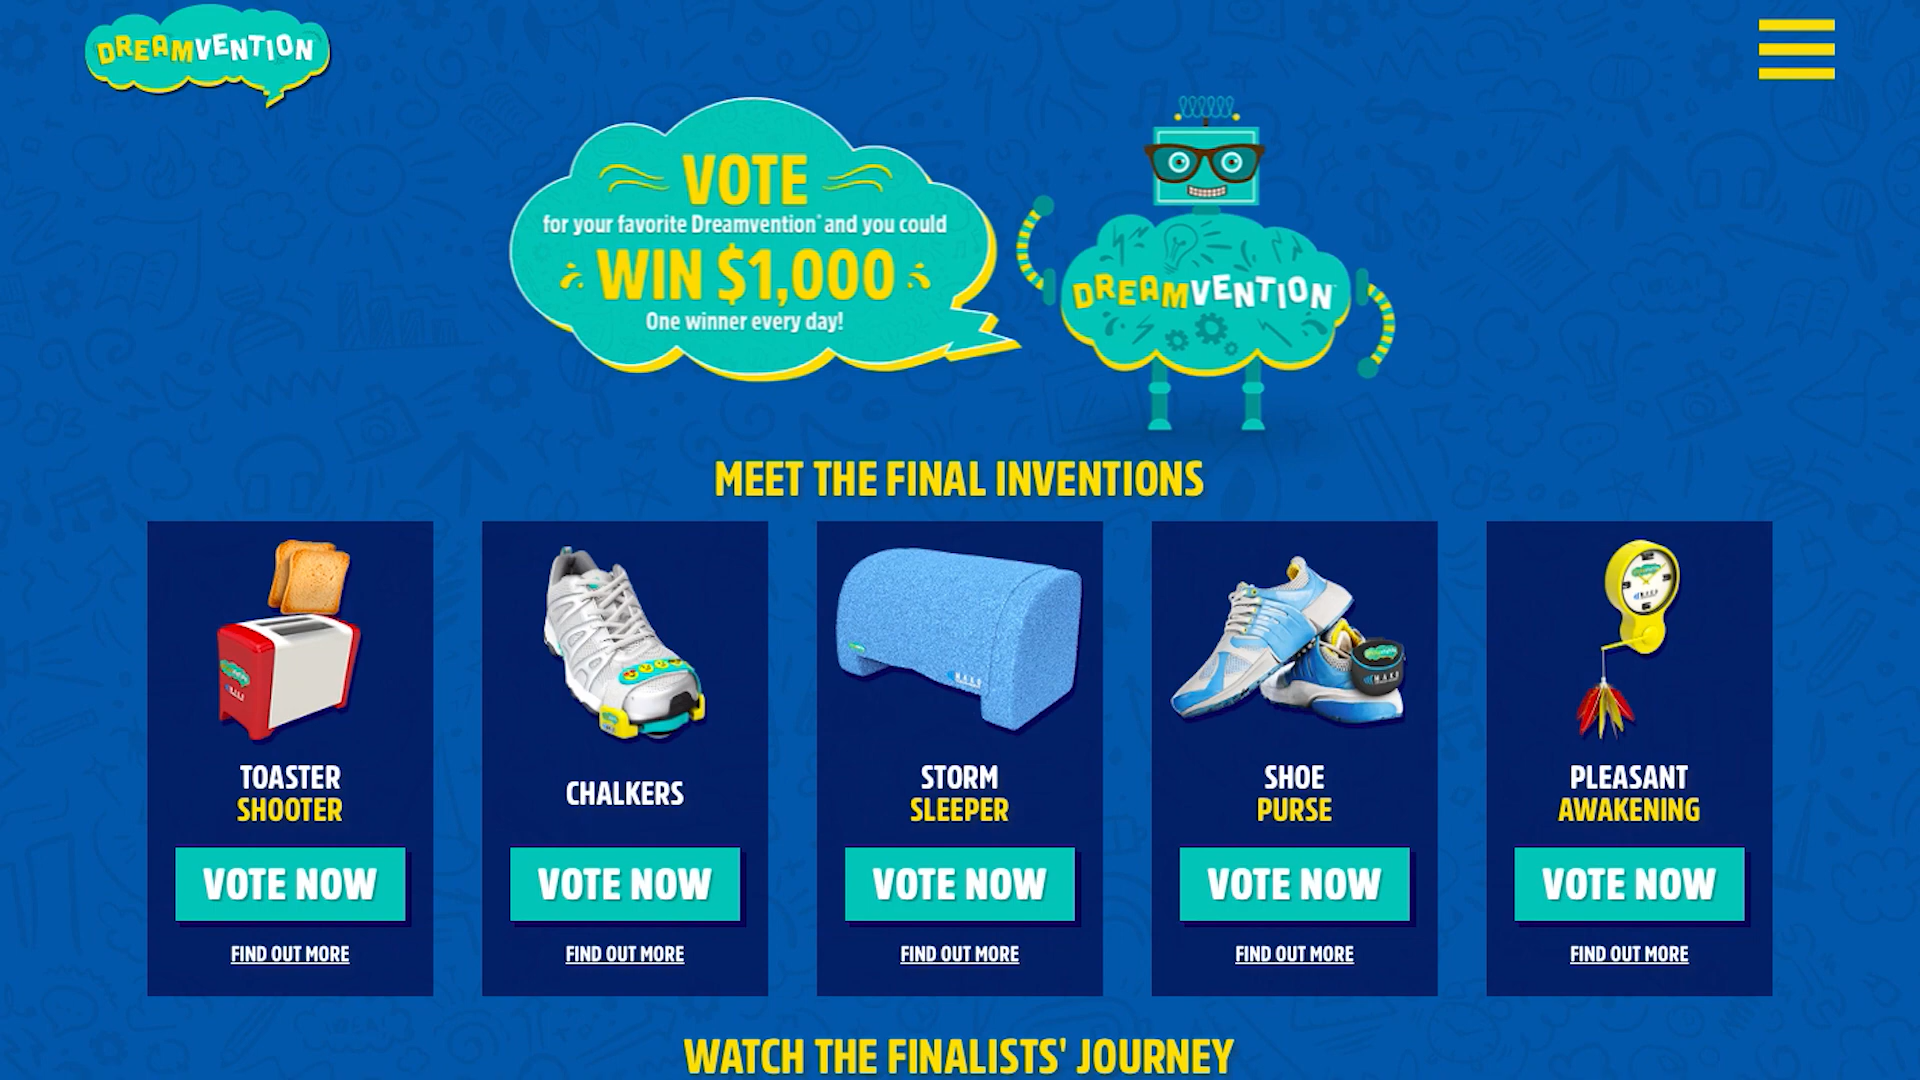 DREAMVENTION
VOTE
for your favorite Dreamvention* and you could
WIN $1,000
One winner every day!
DREAMVENTION
MEET THE FINAL INVENTIONS
TOASTER
SHOOTER
VOTE NOW
FIND OUT MORE
CHALKERS
VOTE NOW
FIND OUT MORE
STORM
SLEEPER
VOTE NOW
FIND OUT MORE
SHOE
PURSE
VOTE NOW
FIND OUT MORE
PLEASANT
AWAKENING
VOTE NOW
FIND OUT MORE
WATCH THE FINALISTS' JOURNEY